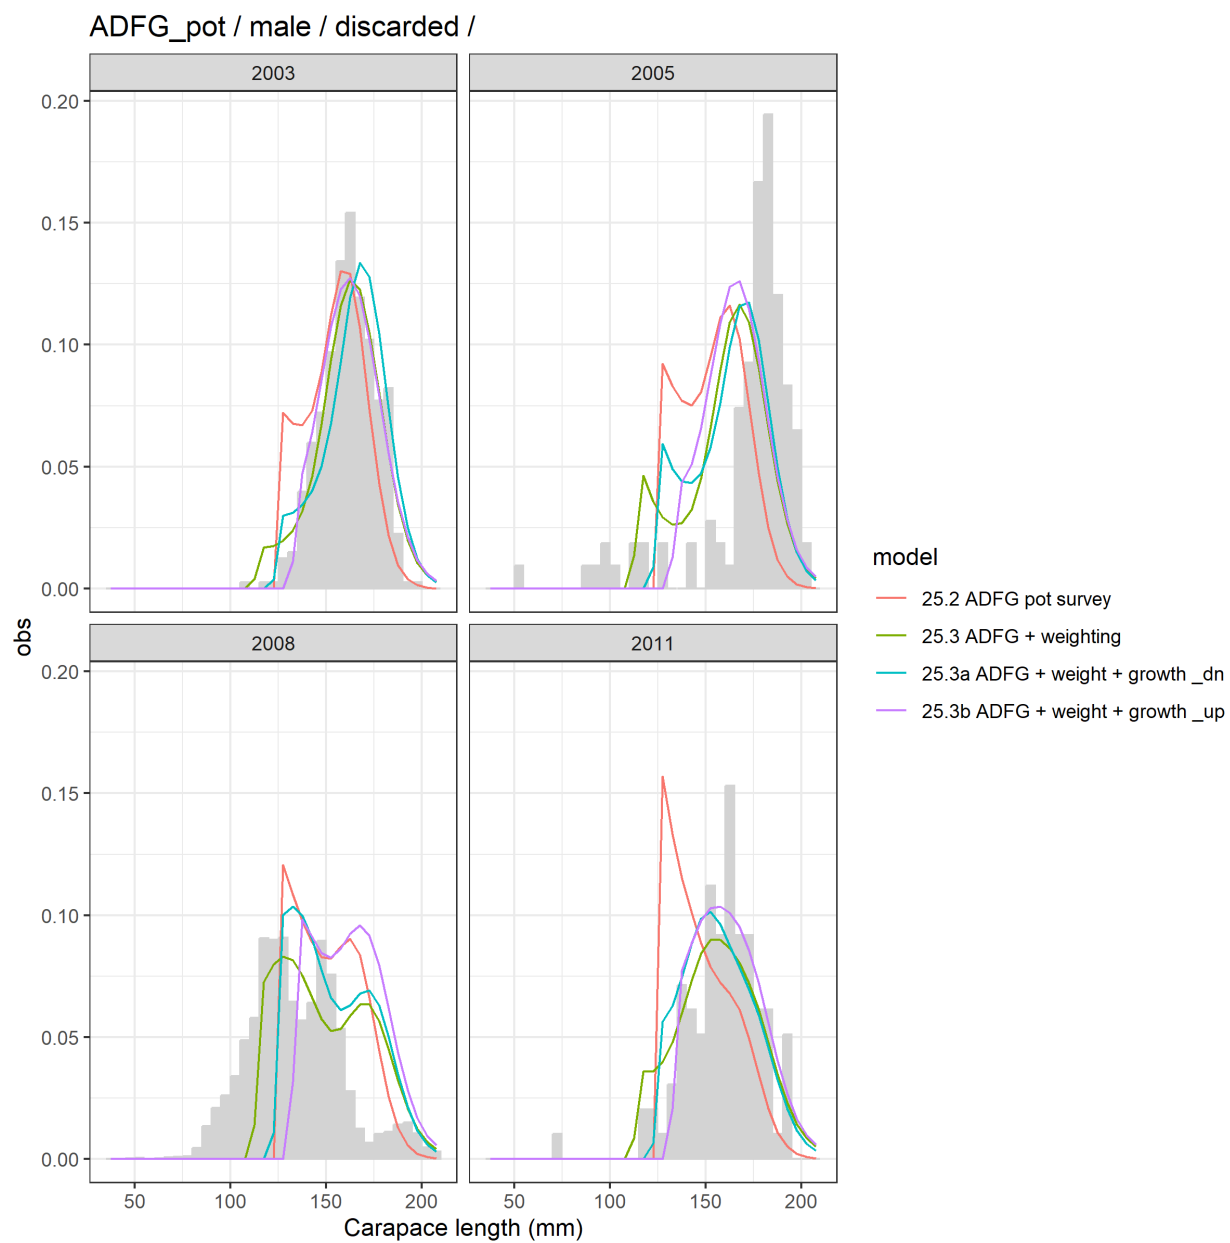 ADFG_pot / male / discarded /
2003
2005
0.20
0.15
0.10
0.05
0.00
2008
2011
0.20
0.15
0.10
0.05
0.00
50
100
150
200
50
100
150
200
obs
Carapace length (mm)
model
25.2 ADFG pot survey
25.3 ADFG + weighting
25.3a ADFG + weight + growth _dn
25.3b ADFG + weight + growth _up